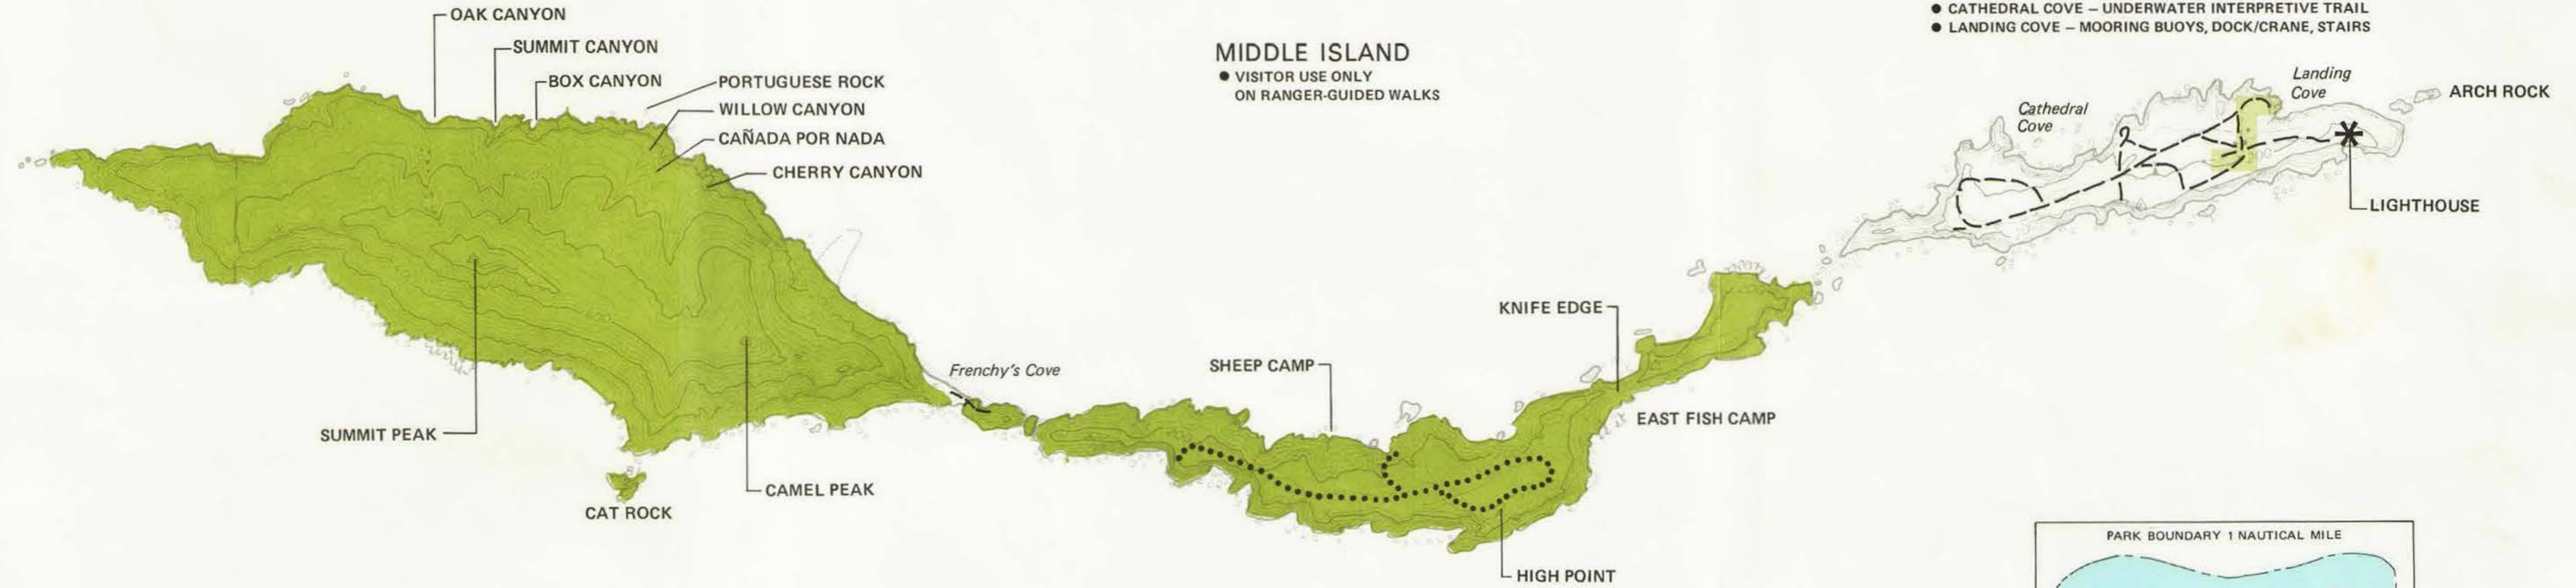 OAK CANYON
SUMMIT CANYON
BOX CANYON
PORTUGUESE ROCK
WILLOW CANYON
CAÑADA POR NADA
CHERRY CANYON
MIDDLE ISLAND
● VISITOR USE ONLY
ON RANGER-GUIDED WALKS
● CATHEDRAL COVE – UNDERWATER INTERPRETIVE TRAIL
● LANDING COVE – MOORING BUOYS, DOCK/CRANE, STAIRS
Landing
Cove
ARCH ROCK
Cathedral
Cove
LIGHTHOUSE
KNIFE EDGE
Frenchy's Cove
SHEEP CAMP
EAST FISH CAMP
SUMMIT PEAK
CAMEL PEAK
CAT ROCK
HIGH POINT
PARK BOUNDARY 1 NAUTICAL MILE